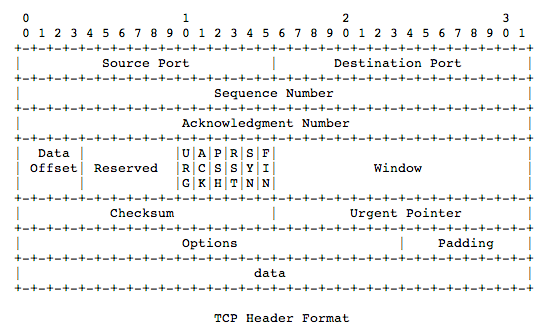 0                   1                   2                   3
0 1 2 3 4 5 6 7 8 9 0 1 2 3 4 5 6 7 8 9 0 1 2 3 4 5 6 7 8 9 0 1
+-+-+-+-+-+-+-+-+-+-+-+-+-+-+-+-+-+-+-+-+-+-+-+-+-+-+-+-+-+-+-+-+
| Source Port | Destination Port |
+-+-+-+-+-+-+-+-+-+-+-+-+-+-+-+-+-+-+-+-+-+-+-+-+-+-+-+-+-+-+-+-+
| Sequence Number |
+-+-+-+-+-+-+-+-+-+-+-+-+-+-+-+-+-+-+-+-+-+-+-+-+-+-+-+-+-+-+-+-+
| Acknowledgment Number |
+-+-+-+-+-+-+-+-+-+-+-+-+-+-+-+-+-+-+-+-+-+-+-+-+-+-+-+-+-+-+-+-+
| Data | |U|A|P|R|S|F| |
| Offset| Reserved |R|C|S|S|Y|I| Window |
| | |G|K|H|T|N|N| |
+-+-+-+-+-+-+-+-+-+-+-+-+-+-+-+-+-+-+-+-+-+-+-+-+-+-+-+-+-+-+-+-+
| Checksum | Urgent Pointer |
+-+-+-+-+-+-+-+-+-+-+-+-+-+-+-+-+-+-+-+-+-+-+-+-+-+-+-+-+-+-+-+-+
| Options | Padding |
+-+-+-+-+-+-+-+-+-+-+-+-+-+-+-+-+-+-+-+-+-+-+-+-+-+-+-+-+-+-+-+-+
| data |
+-+-+-+-+-+-+-+-+-+-+-+-+-+-+-+-+-+-+-+-+-+-+-+-+-+-+-+-+-+-+-+-+
TCP Header Format